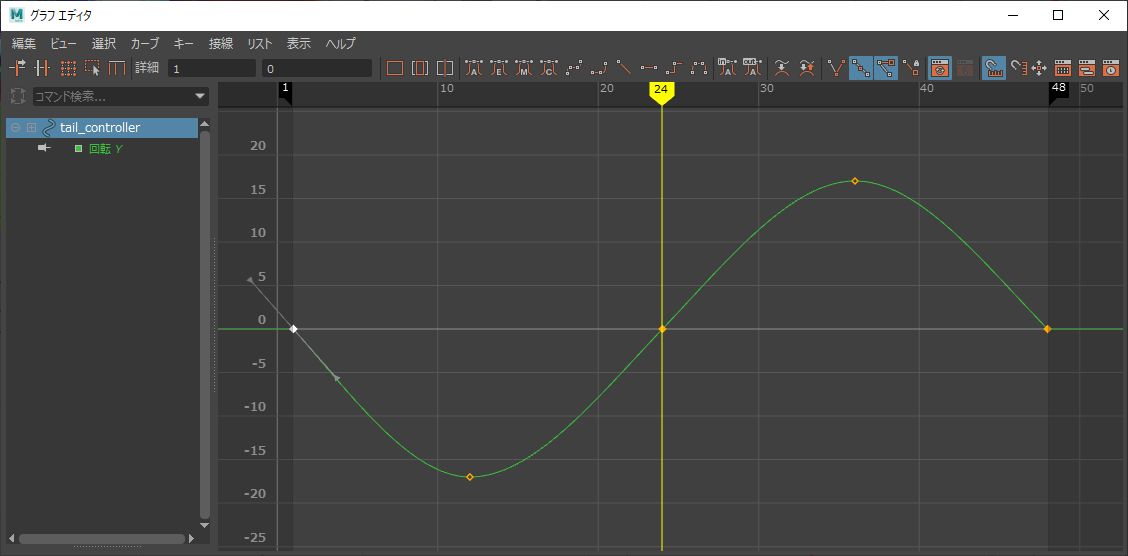 グラフ エディタ
編集 ビュー 選択 カーブ キー 接線 リスト 表示 ヘルプ
詳細 1 0
コマンド検索...
1 10 20 24 30 40 48 50
tail_controller
回転 Y
20
15
10
5
0
-5
-10
-15
-20
-25